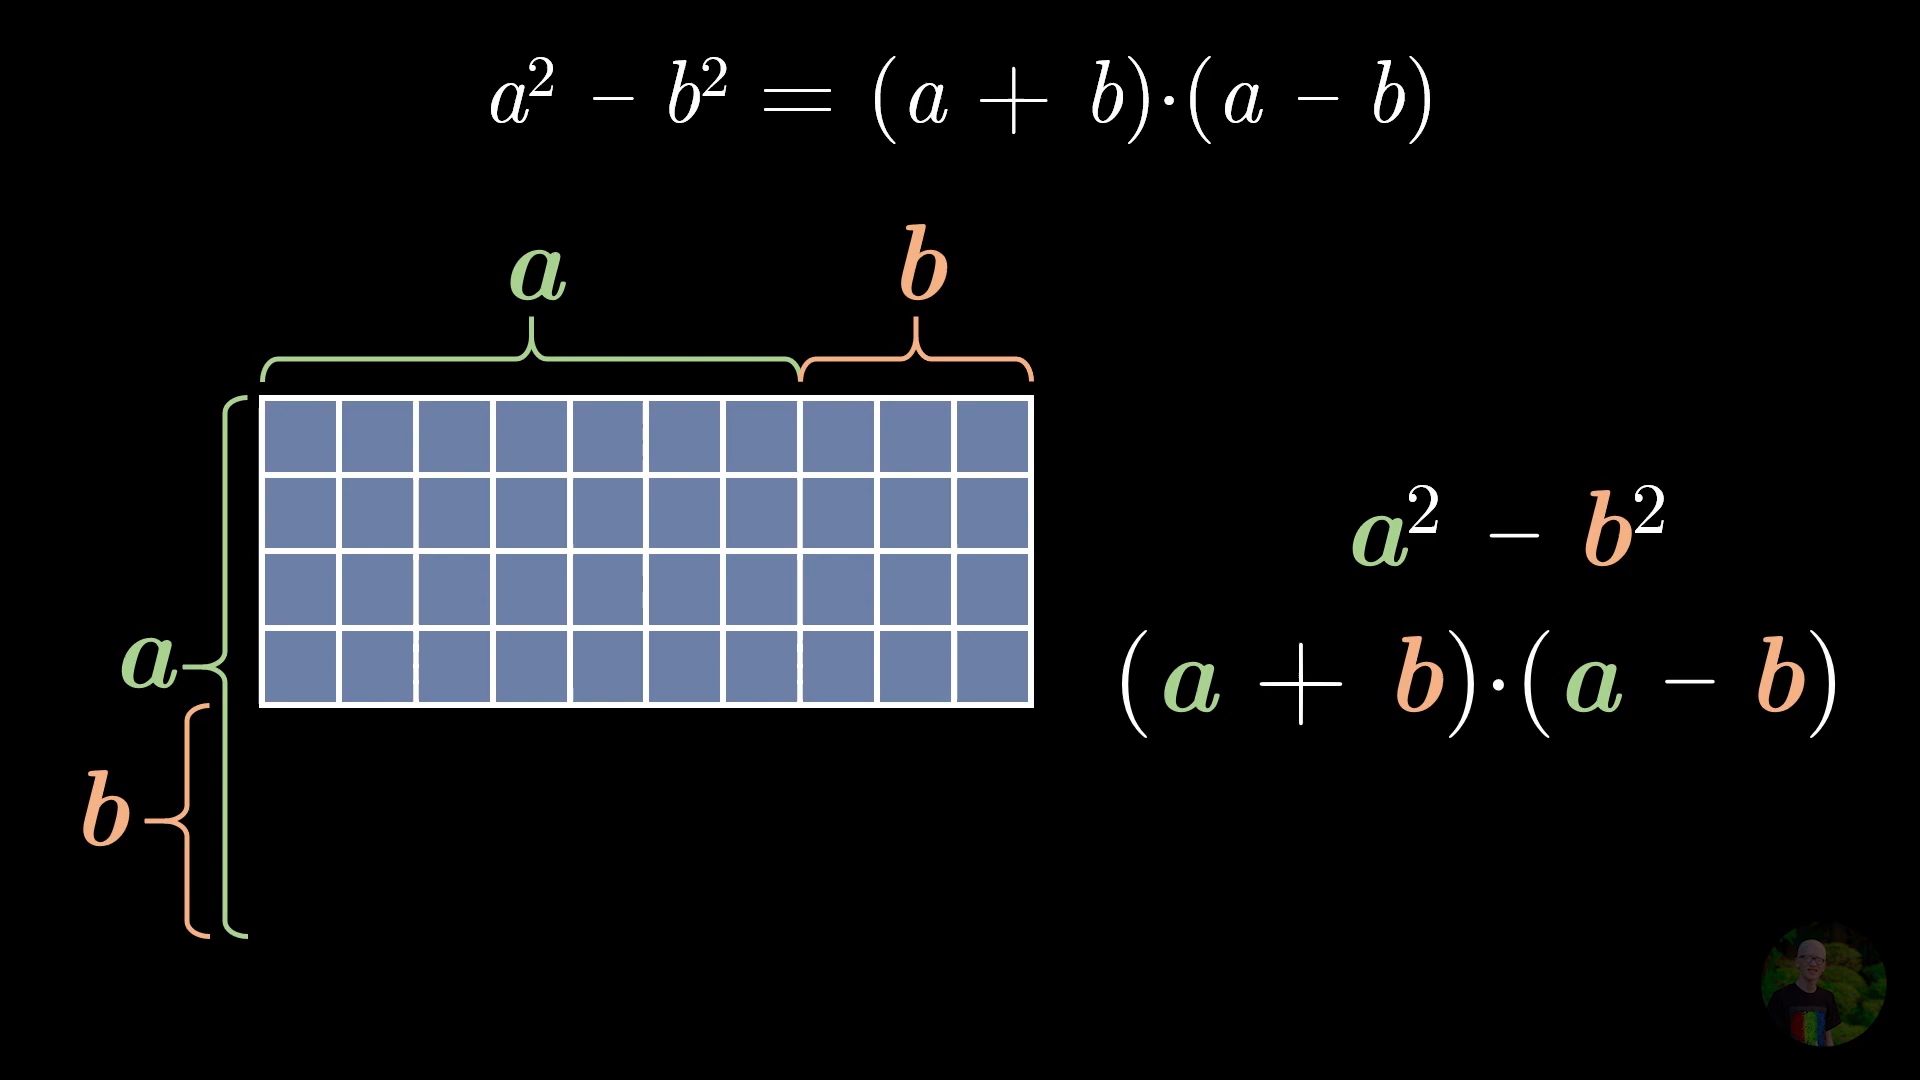 a² − b² = (a + b)·(a − b)
a b
a² − b²
(a + b)·(a − b)
a
b